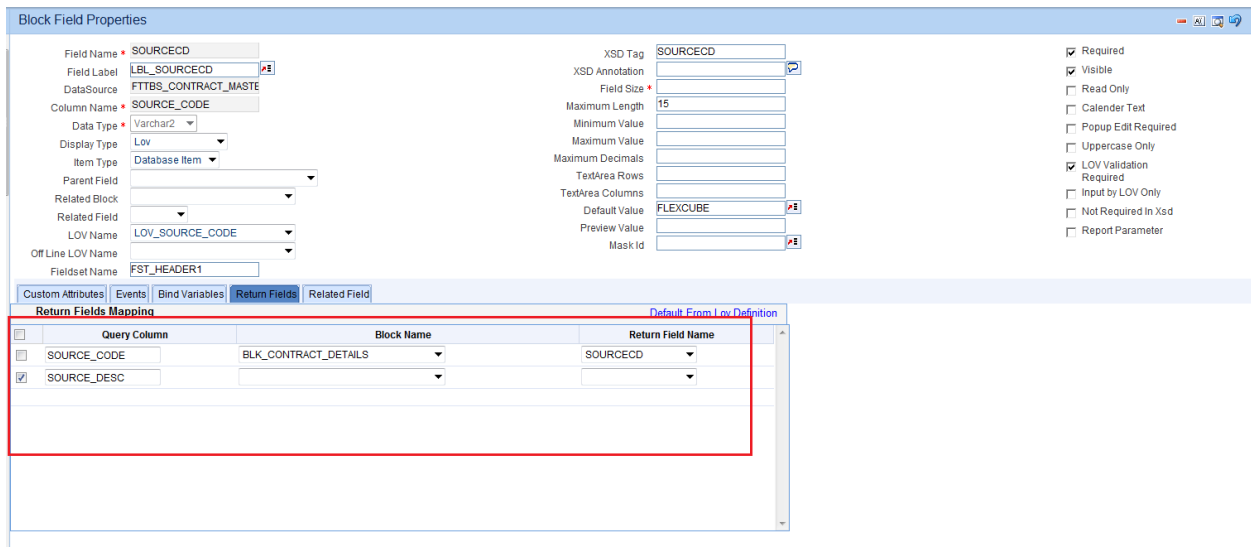 Block Field Properties
Field Name * SOURCECD
Field Label LBL_SOURCECD
DataSource FTTBS_CONTRACT_MASTE
Column Name * SOURCE_CODE
Data Type * Varchar2
Display Type Lov
Item Type Database Item
Parent Field
Related Block
Related Field
LOV Name LOV_SOURCE_CODE
Off Line LOV Name
Fieldset Name FST_HEADER1
XSD Tag SOURCECD
XSD Annotation
Field Size *
Maximum Length 15
Minimum Value
Maximum Value
Maximum Decimals
TextArea Rows
TextArea Columns
Default Value FLEXCUBE
Preview Value
Mask Id
Required
Visible
Read Only
Calender Text
Popup Edit Required
Uppercase Only
LOV Validation
Required
Input by LOV Only
Not Required In Xsd
Report Parameter
Custom Attributes Events Bind Variables Return Fields Related Field
Return Fields Mapping Default From Lov Definition
Query Column Block Name Return Field Name
SOURCE_CODE BLK_CONTRACT_DETAILS SOURCECD
SOURCE_DESC